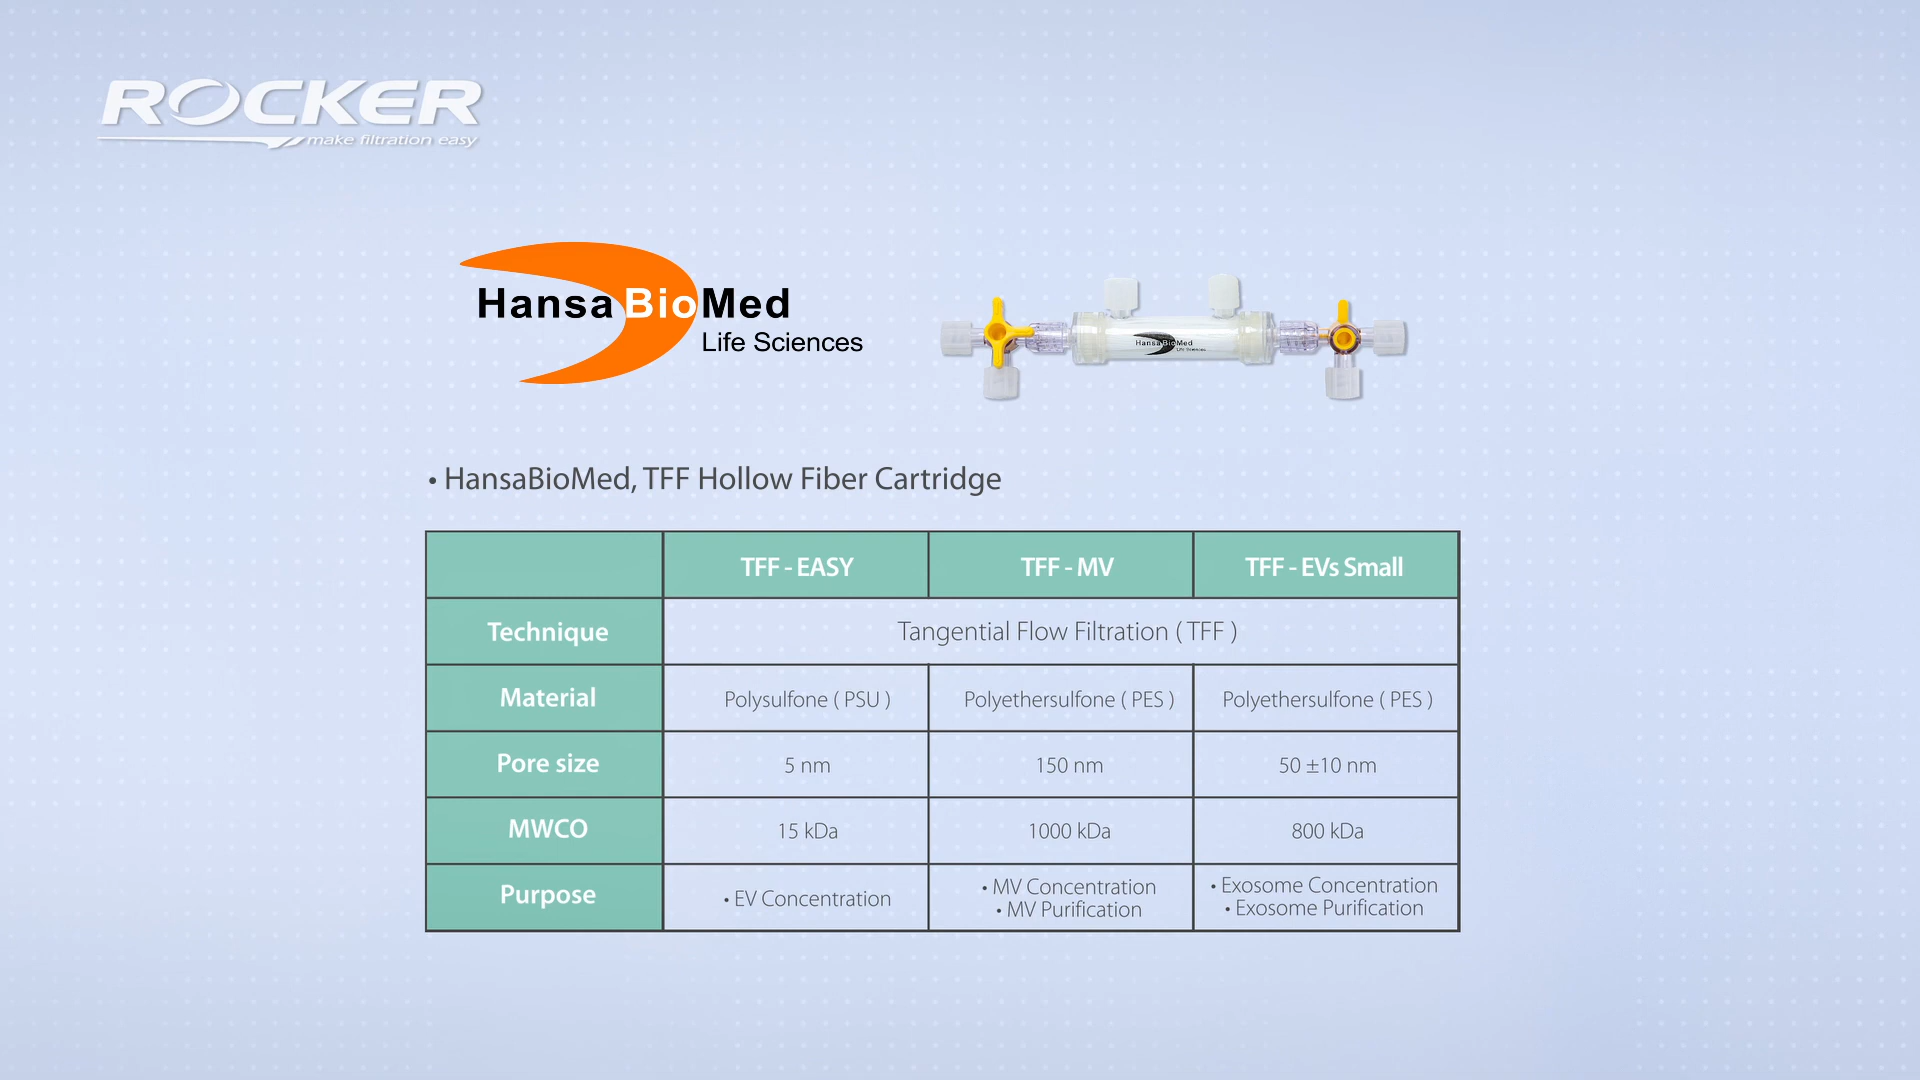 ROCKER
make filtration easy
HansaBioMed
Life Sciences
HansaBioMed
Life Sciences
• HansaBioMed, TFF Hollow Fiber Cartridge
TFF - EASY TFF - MV TFF - EVs Small
Technique Tangential Flow Filtration ( TFF )
Material Polysulfone ( PSU ) Polyethersulfone ( PES ) Polyethersulfone ( PES )
Pore size 5 nm 150 nm 50 ±10 nm
MWCO 15 kDa 1000 kDa 800 kDa
Purpose • EV Concentration • MV Concentration • Exosome Concentration
• MV Purification • Exosome Purification